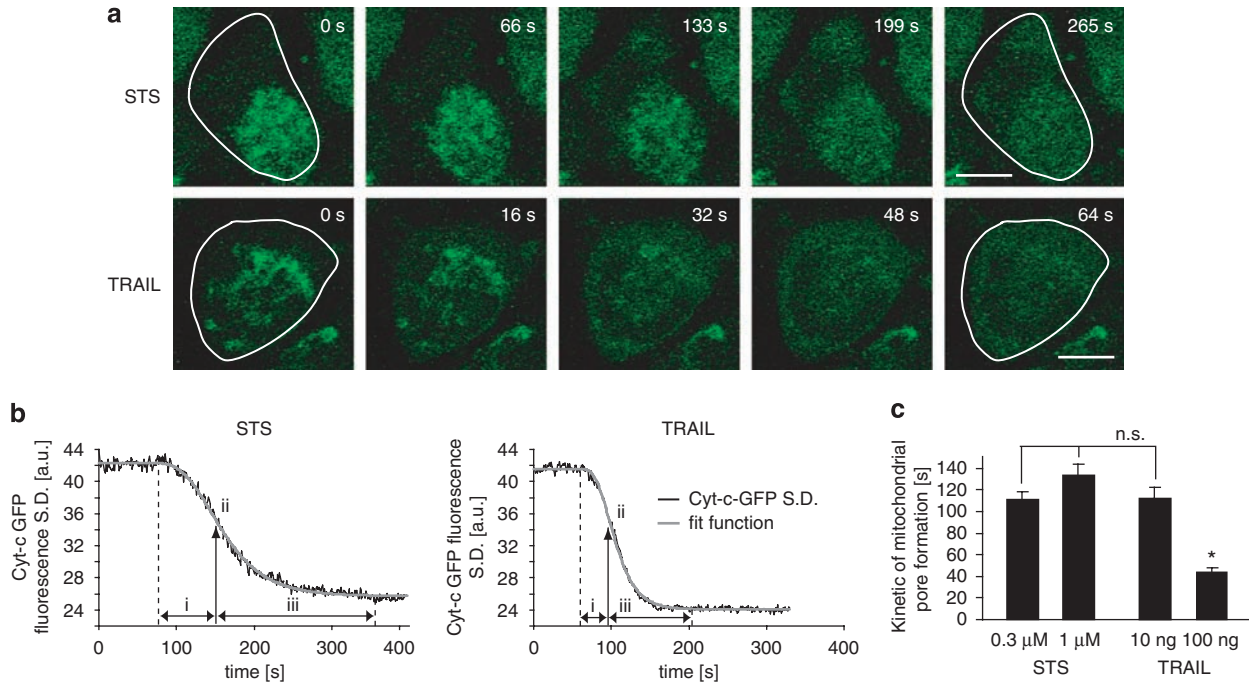 a
0 s 66 s 133 s 199 s 265 s
STS
0 s 16 s 32 s 48 s 64 s
TRAIL
b
STS
Cyt-c GFP
fluorescence S.D. [a.u.]
44
40
36
32
28
24
ii
i
iii
0 100 200 300 400
time [s]
TRAIL
Cyt-c GFP fluorescence
S.D. [a.u.]
44
40
36
32
28
24
Cyt-c-GFP S.D.
fit function
ii
i
iii
0 100 200 300 400
time [s]
c
n.s.
Kinetic of mitochondrial
pore formation [s]
140
120
100
80
60
40
20
0
*
0.3 μM 1 μM 10 ng 100 ng
STS TRAIL